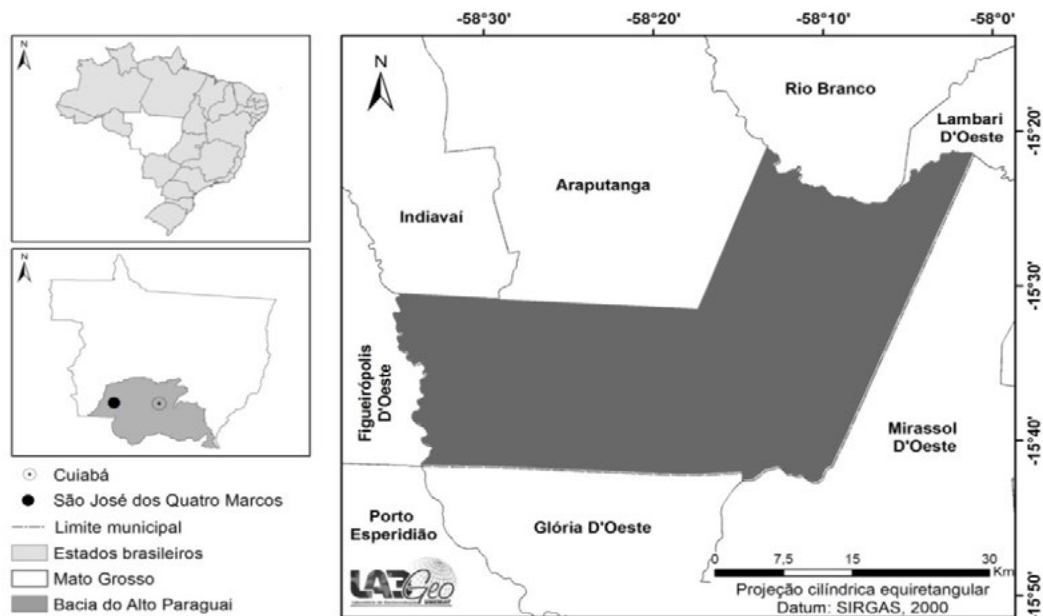 N
N
Cuiabá
São José dos Quatro Marcos
Limite municipal
Estados brasileiros
Mato Grosso
Bacia do Alto Paraguai
-58°30'
-58°20'
-58°10'
-58°0'
N
Rio Branco
Lambari
D'Oeste
Araputanga
Indiavaí
Figueirópolis
D'Oeste
Mirassol
D'Oeste
Porto
Esperidião
Glória D'Oeste
-15°20'
-15°30'
-15°40'
-15°50'
LABGeo
0 7,5 15 30
Km
Projeção cilíndrica equiretangular
Datum: SIRGAS, 2000